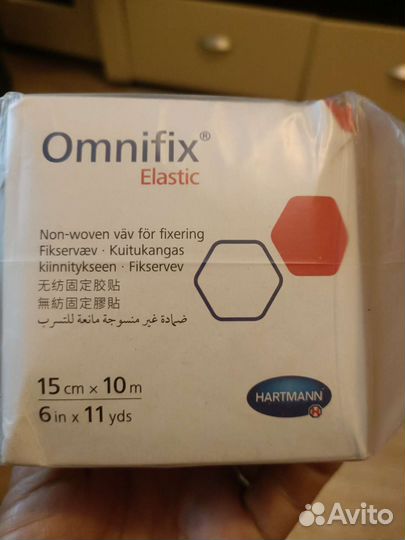 Omnifix®
Elastic
Non-woven väv för fixering
Fikservæv · Kuitukangas
kiinnitykseen · Fikservev
无纺固定胶贴
無紡固定膠貼
ضمادة غير منسوجة مانعة للتسرب
15 cm × 10 m
6 in x 11 yds
HARTMANN
Avito